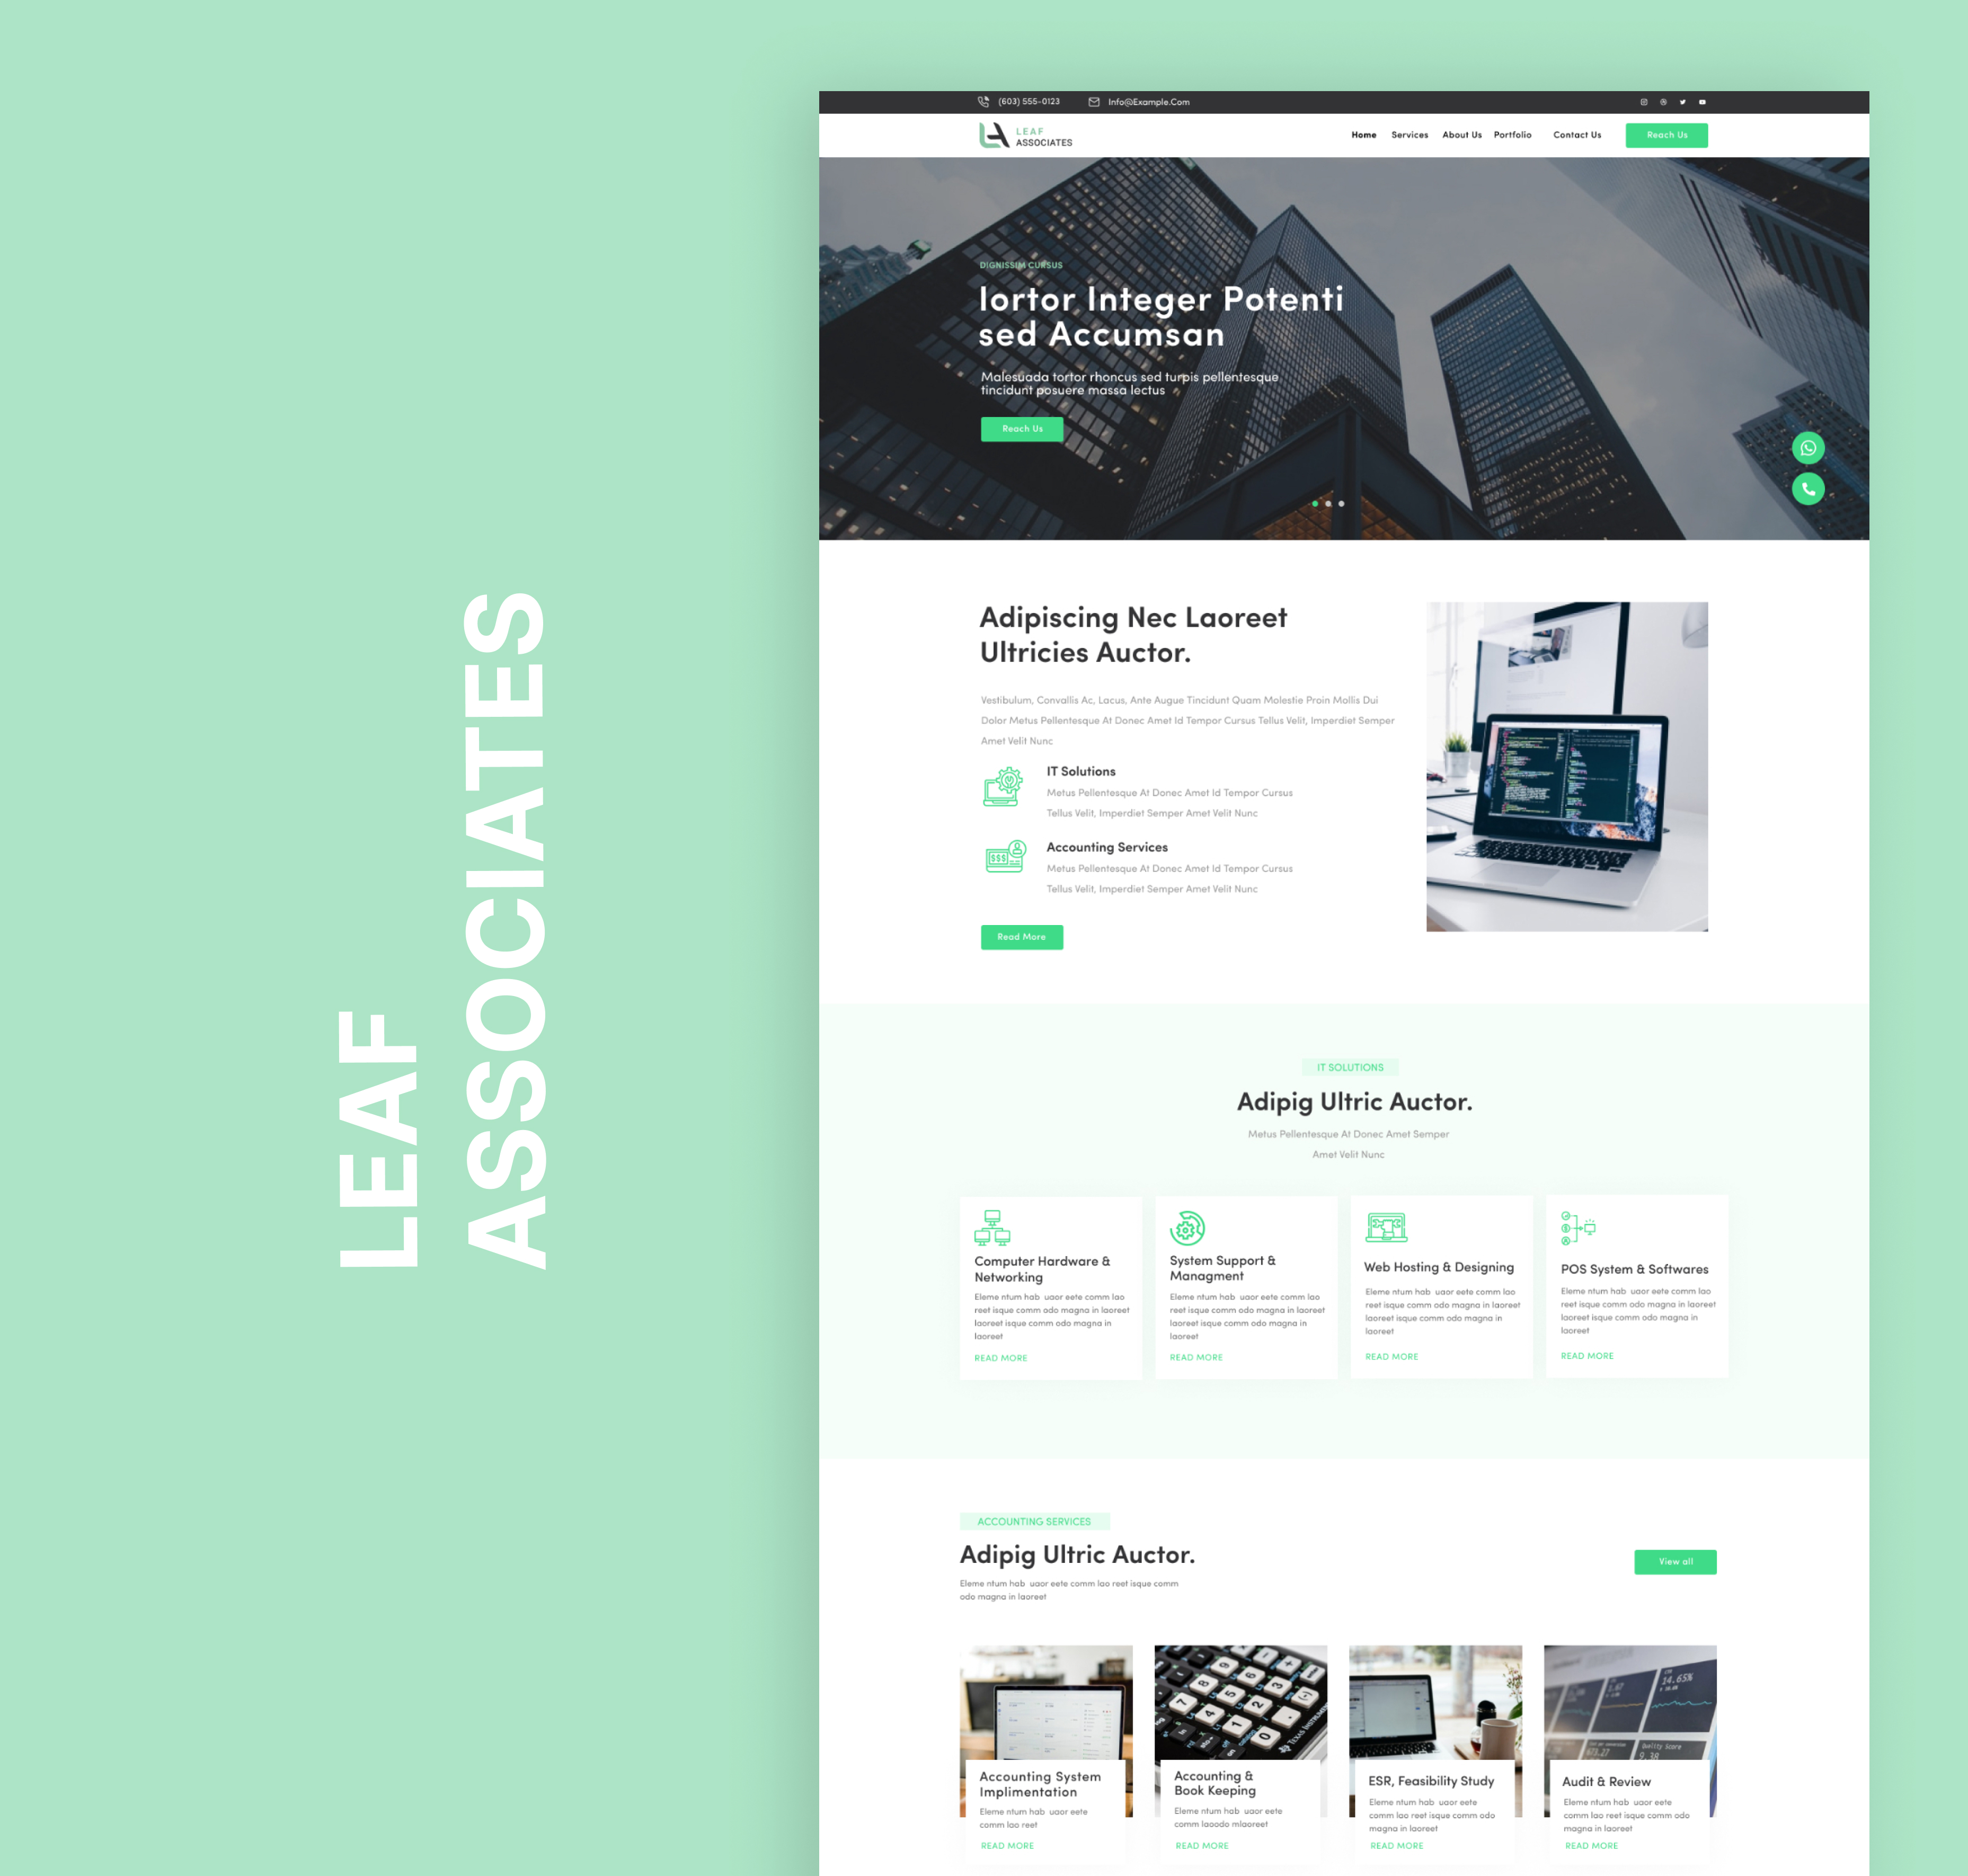 LEAF
ASSOCIATES
(603) 555-0123
Info@Example.Com
LEAF
ASSOCIATES
Home
Services
About Us
Portfolio
Contact Us
Reach Us
DIGNISSIM CURSUS
Iortor Integer Potenti
sed Accumsan
Malesuada tortor rhoncus sed turpis pellentesque
tincidunt posuere massa lectus
Reach Us
Adipiscing Nec Laoreet
Ultricies Auctor.
Vestibulum, Convallis Ac, Lacus, Ante Augue Tincidunt Quam Molestie Proin Mollis Dui
Dolor Metus Pellentesque At Donec Amet Id Tempor Cursus Tellus Velit, Imperdiet Semper
Amet Velit Nunc
IT Solutions
Metus Pellentesque At Donec Amet Id Tempor Cursus
Tellus Velit, Imperdiet Semper Amet Velit Nunc
$$$
Accounting Services
Metus Pellentesque At Donec Amet Id Tempor Cursus
Tellus Velit, Imperdiet Semper Amet Velit Nunc
Read More
IT SOLUTIONS
Adipig Ultric Auctor.
Metus Pellentesque At Donec Amet Semper
Amet Velit Nunc
Computer Hardware &
Networking
Eleme ntum hab uaor eete comm lao
reet isque comm odo magna in laoreet
laoreet isque comm odo magna in
laoreet
READ MORE
System Support &
Managment
Eleme ntum hab uaor eete comm lao
reet isque comm odo magna in laoreet
laoreet isque comm odo magna in
laoreet
READ MORE
Web Hosting & Designing
Eleme ntum hab uaor eete comm lao
reet isque comm odo magna in laoreet
laoreet isque comm odo magna in
laoreet
READ MORE
POS System & Softwares
Eleme ntum hab uaor eete comm lao
reet isque comm odo magna in laoreet
laoreet isque comm odo magna in
laoreet
READ MORE
ACCOUNTING SERVICES
Adipig Ultric Auctor.
Eleme ntum hab uaor eete comm lao reet isque comm
odo magna in laoreet
View all
Accounting System
Implimentation
Eleme ntum hab uaor eete
comm lao reet
READ MORE
TEXAS INSTRUMENTS
Accounting &
Book Keeping
Eleme ntum hab uaor eete
comm laoodo mlaoreet
READ MORE
ESR, Feasibility Study
Eleme ntum hab uaor eete
comm lao reet isque comm odo
magna in laoreet
READ MORE
14.65%
Quality Score
673.27
9.38
Audit & Review
Eleme ntum hab uaor eete
comm lao reet isque comm odo
magna in laoreet
READ MORE